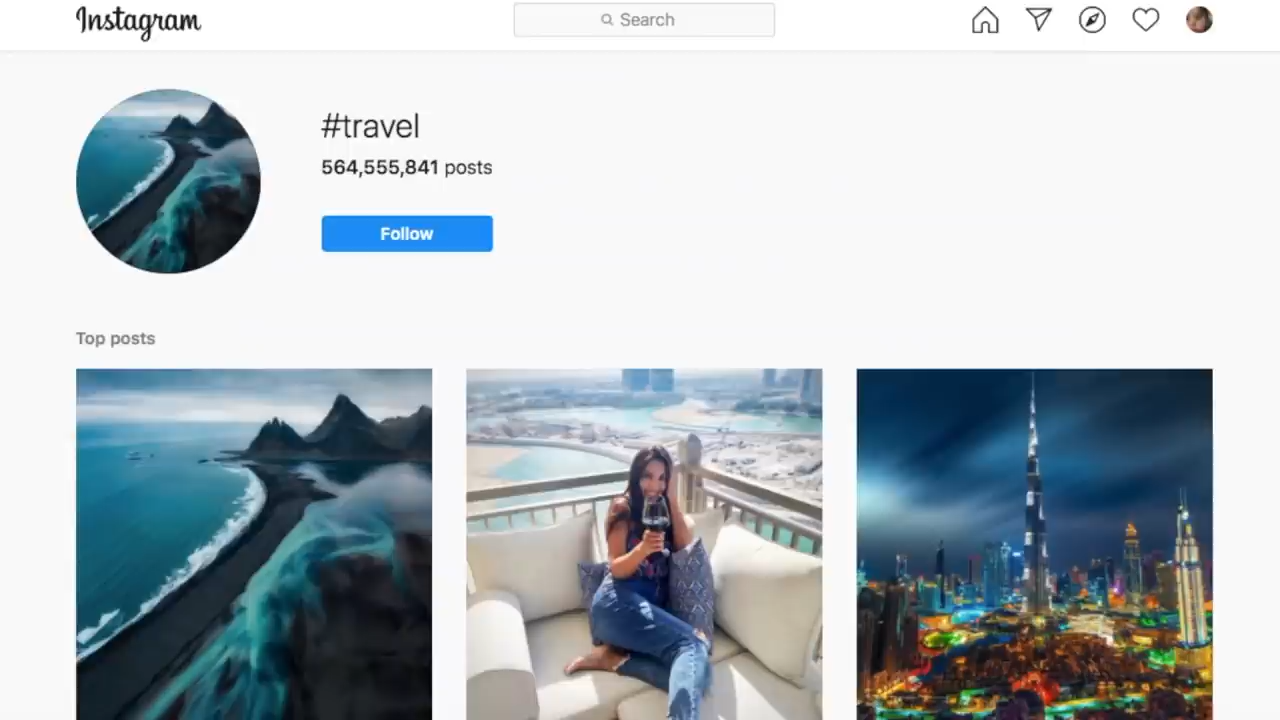 Instagram
Search
#travel
564,555,841 posts
Follow
Top posts